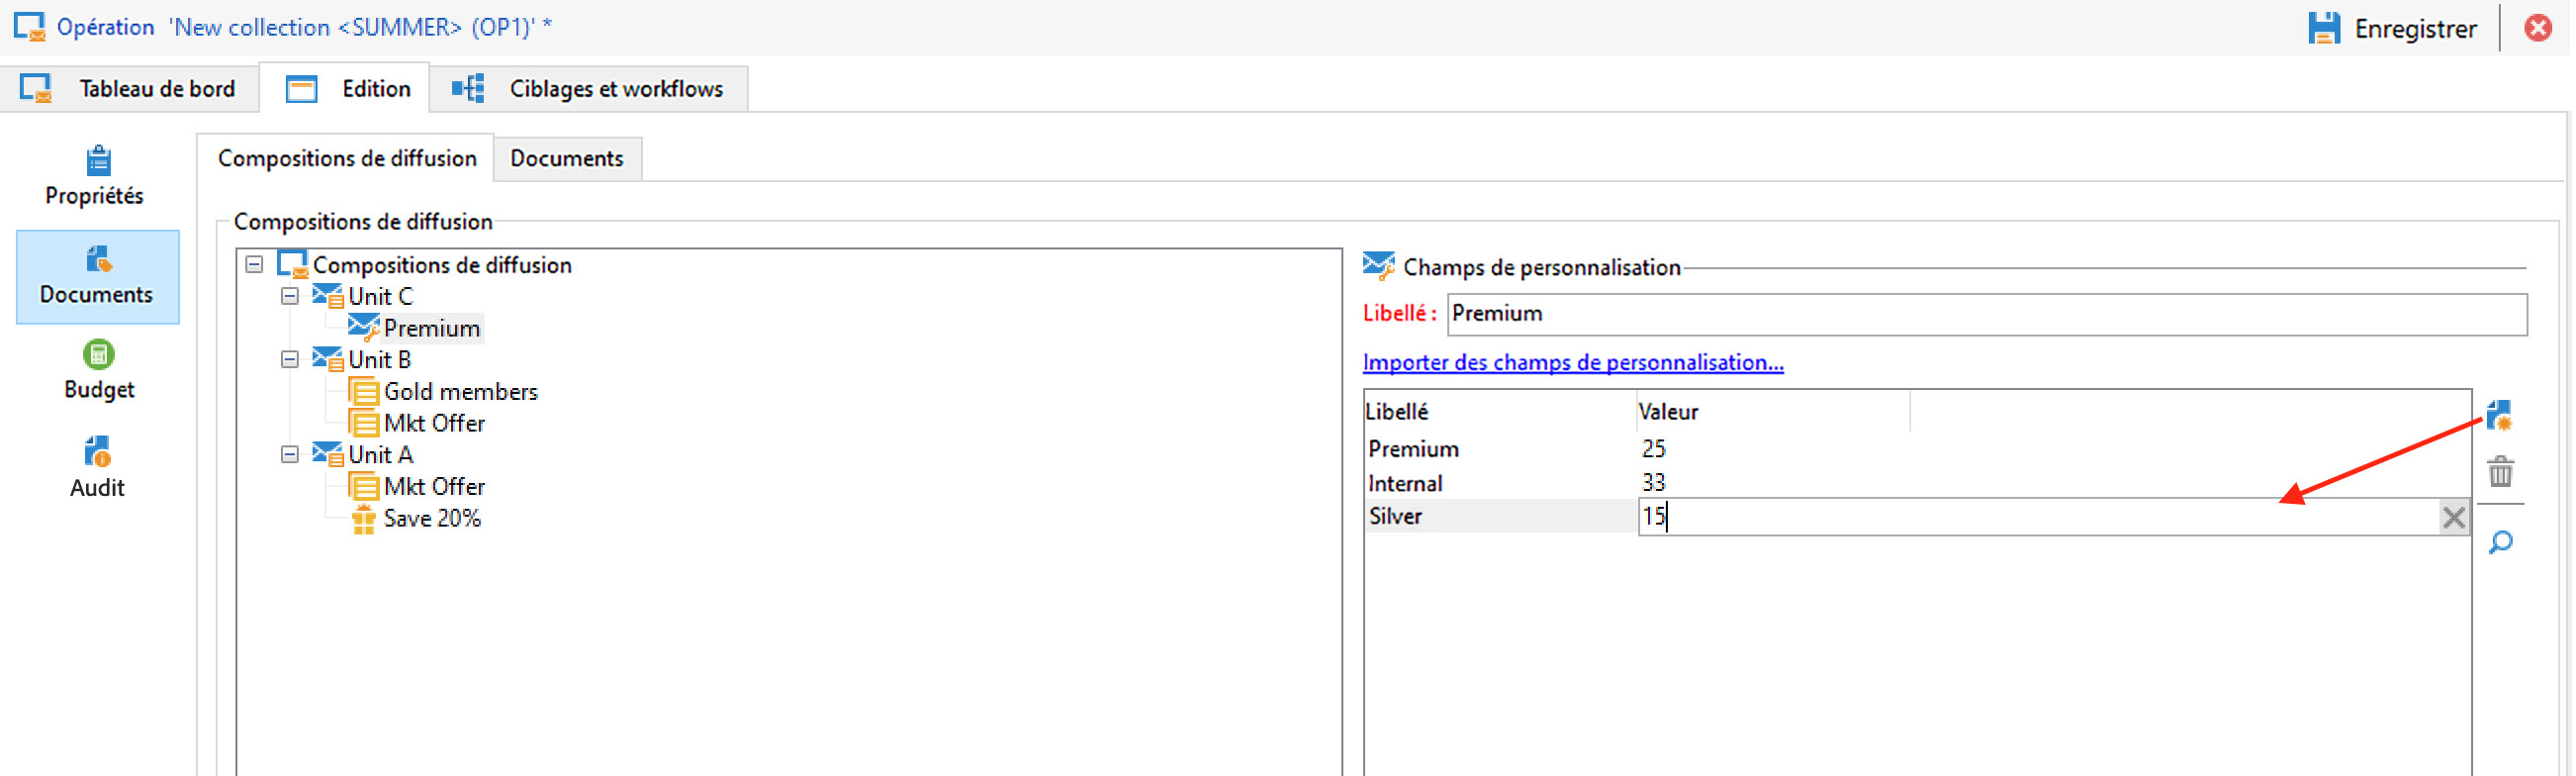 Opération 'New collection <SUMMER> (OP1)' *
Enregistrer
Tableau de bord
Edition
Ciblages et workflows
Propriétés
Documents
Budget
Audit
Compositions de diffusion
Documents
Compositions de diffusion
Compositions de diffusion
Unit C
Premium
Unit B
Gold members
Mkt Offer
Unit A
Mkt Offer
Save 20%
Champs de personnalisation
Libellé : Premium
Importer des champs de personnalisation...
Libellé Valeur
Premium 25
Internal 33
Silver 15